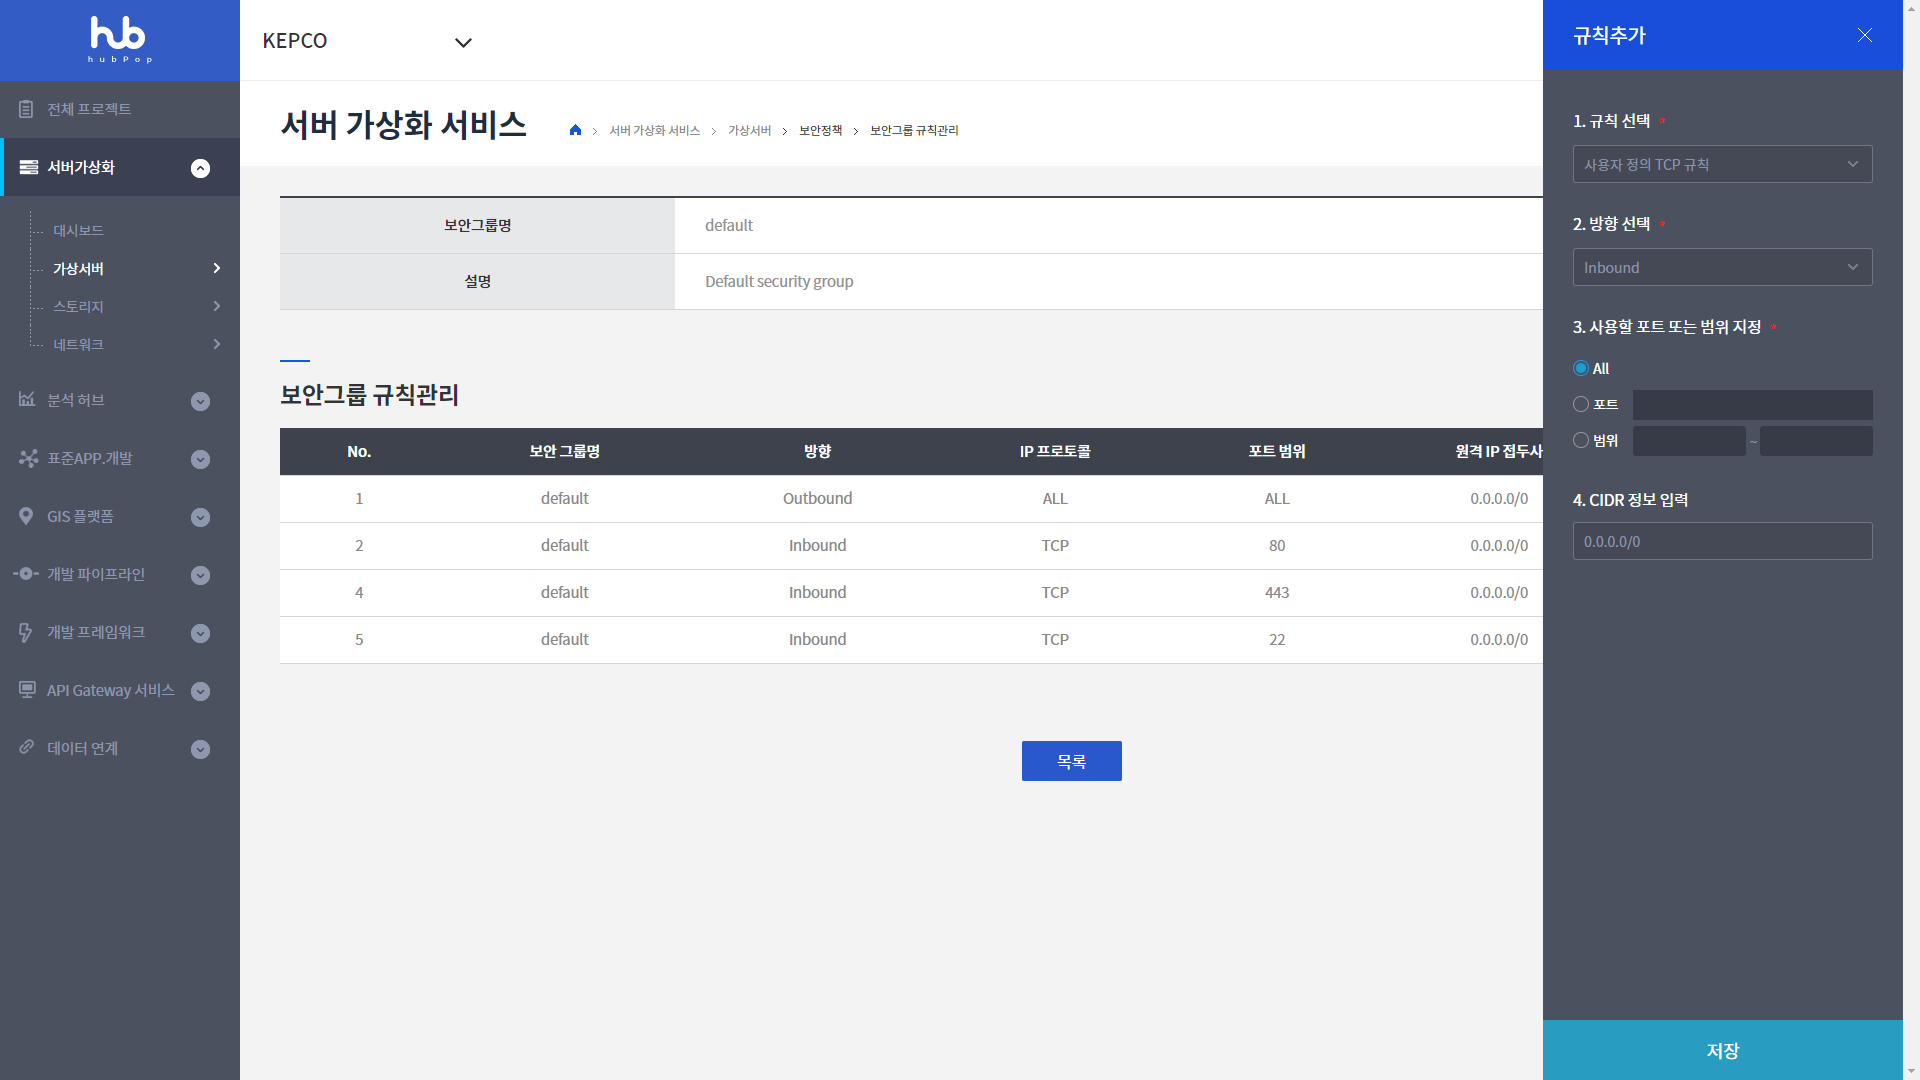 hub
hubPop
전체 프로젝트
서버가상화
대시보드
가상서버
스토리지
네트워크
분석 허브
표준APP.개발
GIS 플랫폼
개발 파이프라인
개발 프레임워크
API Gateway 서비스
데이터 연계
KEPCO
서버 가상화 서비스
서버 가상화 서비스 > 가상서버 > 보안정책 > 보안그룹 규칙관리
보안그룹명 default
설명 Default security group
보안그룹 규칙관리
No. 보안 그룹명 방향 IP 프로토콜 포트 범위 원격 IP 접두사
1 default Outbound ALL ALL 0.0.0.0/0
2 default Inbound TCP 80 0.0.0.0/0
4 default Inbound TCP 443 0.0.0.0/0
5 default Inbound TCP 22 0.0.0.0/0
목록
규칙추가
1. 규칙 선택 *
사용자 정의 TCP 규칙
2. 방향 선택 *
Inbound
3. 사용할 포트 또는 범위 지정 *
All
포트
범위 ~
4. CIDR 정보 입력
0.0.0.0/0
저장